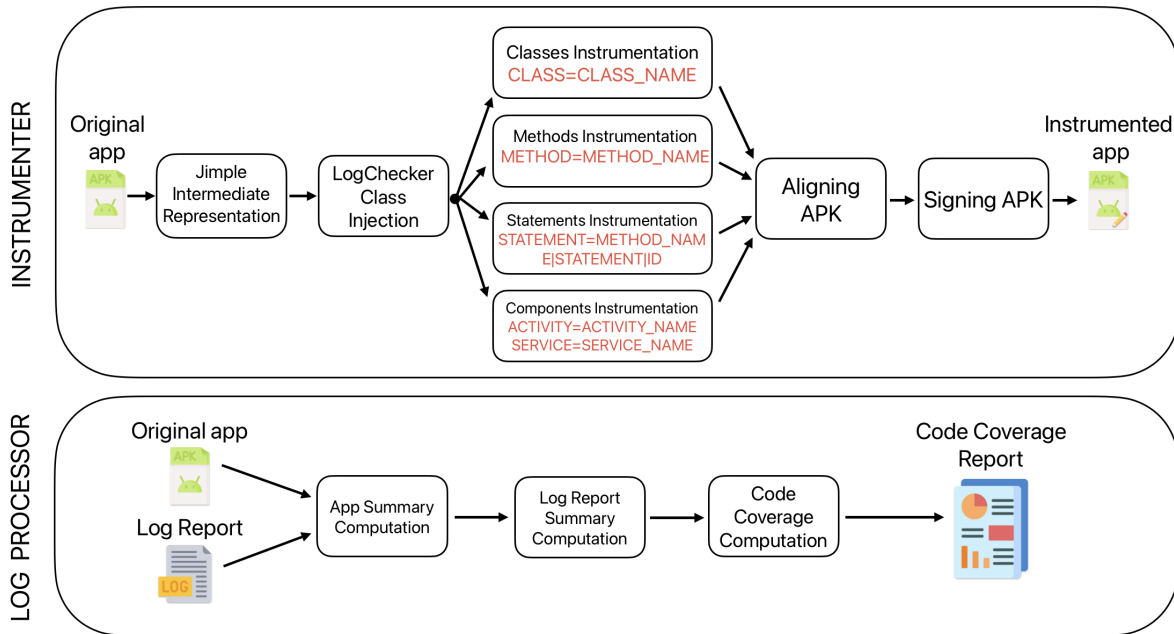 INSTRUMENTER
Original
app
APK
Jimple
Intermediate
Representation
LogChecker
Class
Injection
Classes Instrumentation
CLASS=CLASS_NAME
Methods Instrumentation
METHOD=METHOD_NAME
Statements Instrumentation
STATEMENT=METHOD_NAM
E|STATEMENT|ID
Components Instrumentation
ACTIVITY=ACTIVITY_NAME
SERVICE=SERVICE_NAME
Aligning
APK
Signing APK
Instrumented
app
APK
LOG PROCESSOR
Original app
APK
Log Report
LOG
App Summary
Computation
Log Report
Summary
Computation
Code
Coverage
Computation
Code Coverage
Report